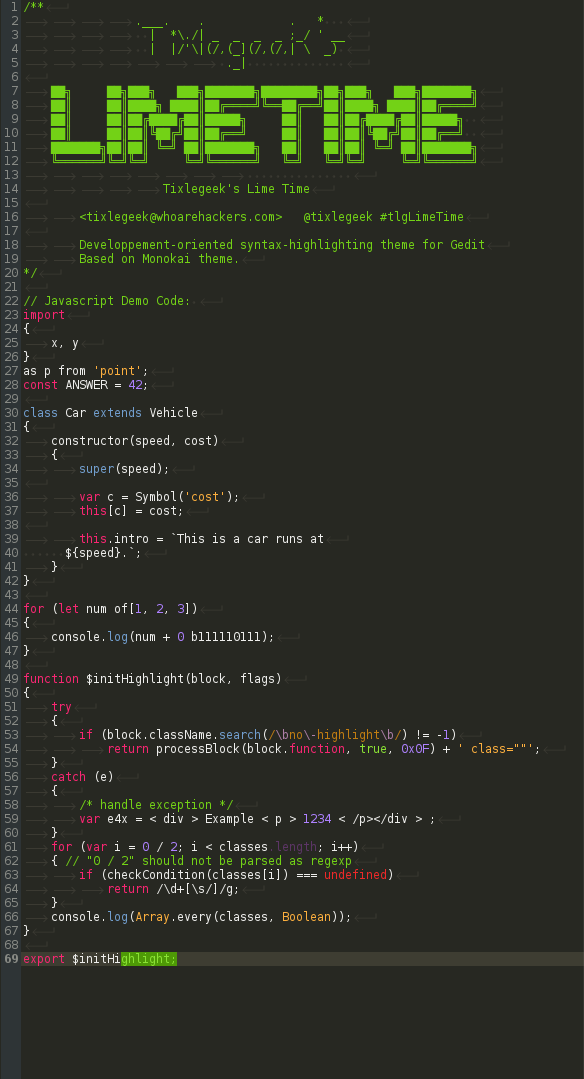 1 /**
2 .___.    .            .   *
3 |  *\./| _  _  _  _ ;_/ ' __
4 |  |/'\|(/,(_](/,(/,| \  _)
5 ._|
6
7 LIMETIME
8
9
10
11
12
13
14 Tixlegeek's Lime Time
15
16 <tixlegeek@whoarehackers.com>   @tixlegeek #tlgLimeTime
17
18 Developpement-oriented syntax-highlighting theme for Gedit
19 Based on Monokai theme.
20 */
21
22 // Javascript Demo Code:
23 import
24 {
25 x, y
26 }
27 as p from 'point';
28 const ANSWER = 42;
29
30 class Car extends Vehicle
31 {
32 constructor(speed, cost)
33 {
34 super(speed);
35
36 var c = Symbol('cost');
37 this[c] = cost;
38
39 this.intro = `This is a car runs at
40 ${speed}.`;
41 }
42 }
43
44 for (let num of[1, 2, 3])
45 {
46 console.log(num + 0 b111110111);
47 }
48
49 function $initHighlight(block, flags)
50 {
51 try
52 {
53 if (block.className.search(/\bno\-highlight\b/) != -1)
54 return processBlock(block.function, true, 0x0F) + ' class=""';
55 }
56 catch (e)
57 {
58 /* handle exception */
59 var e4x = < div > Example < p > 1234 < /p></div > ;
60 }
61 for (var i = 0 / 2; i < classes.length; i++)
62 { // "0 / 2" should not be parsed as regexp
63 if (checkCondition(classes[i]) === undefined)
64 return /\d+[\s/]/g;
65 }
66 console.log(Array.every(classes, Boolean));
67 }
68
69 export $initHighlight;